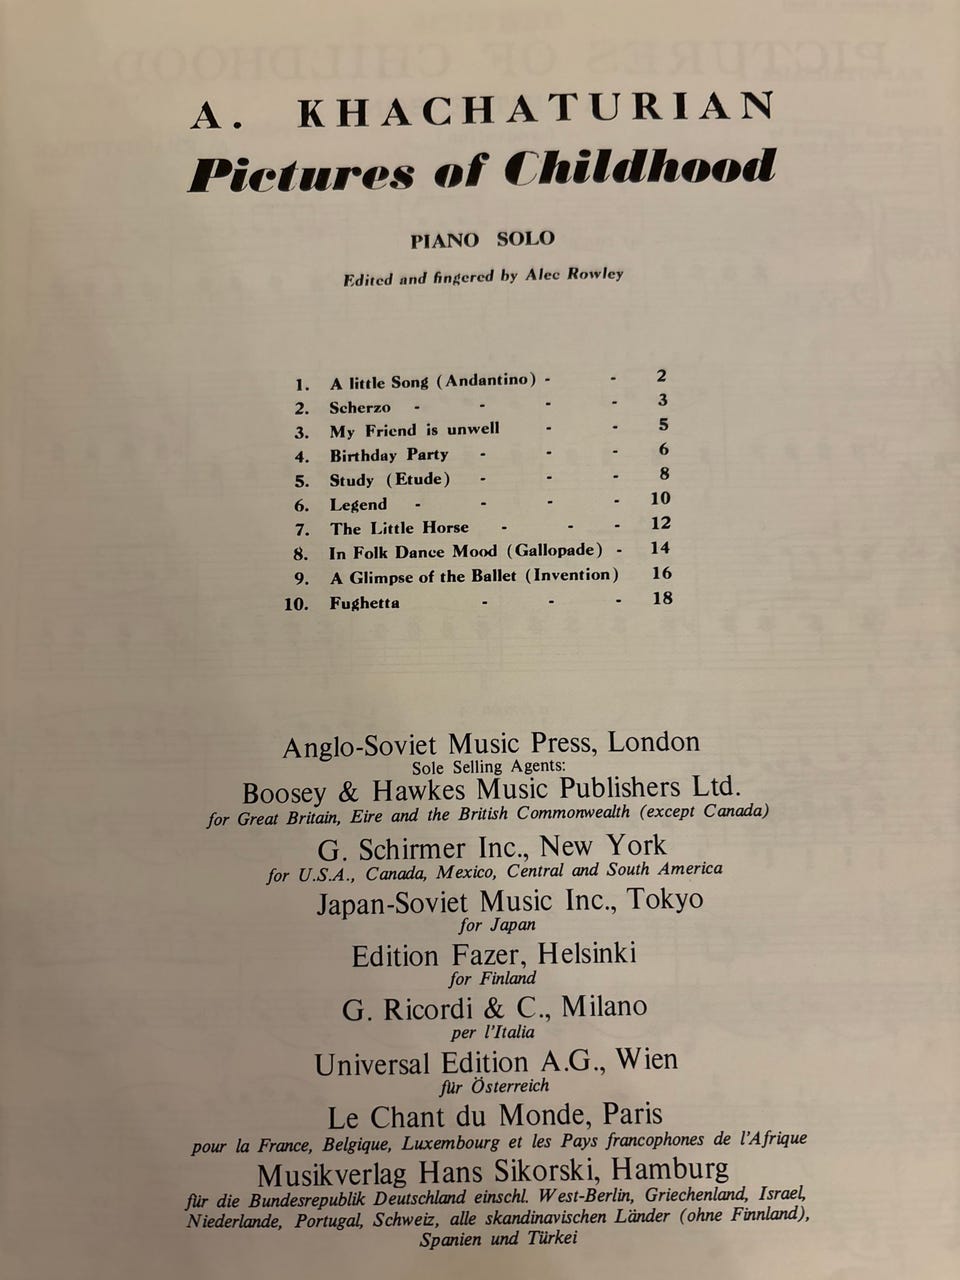 A. KHACHATURIAN
Pictures of Childhood
PIANO SOLO
Edited and fingered by Alec Rowley
1. A little Song (Andantino) - - 2
2. Scherzo - - - - 3
3. My Friend is unwell - - 5
4. Birthday Party - - - 6
5. Study (Etude) - - - 8
6. Legend - - - - 10
7. The Little Horse - - - 12
8. In Folk Dance Mood (Gallopade) - 14
9. A Glimpse of the Ballet (Invention) 16
10. Fughetta - - - 18
Anglo-Soviet Music Press, London
Sole Selling Agents:
Boosey & Hawkes Music Publishers Ltd.
for Great Britain, Eire and the British Commonwealth (except Canada)
G. Schirmer Inc., New York
for U.S.A., Canada, Mexico, Central and South America
Japan-Soviet Music Inc., Tokyo
for Japan
Edition Fazer, Helsinki
for Finland
G. Ricordi & C., Milano
per l'Italia
Universal Edition A.G., Wien
für Österreich
Le Chant du Monde, Paris
pour la France, Belgique, Luxembourg et les Pays francophones de l'Afrique
Musikverlag Hans Sikorski, Hamburg
für die Bundesrepublik Deutschland einschl. West-Berlin, Griechenland, Israel,
Niederlande, Portugal, Schweiz, alle skandinavischen Länder (ohne Finnland),
Spanien und Türkei